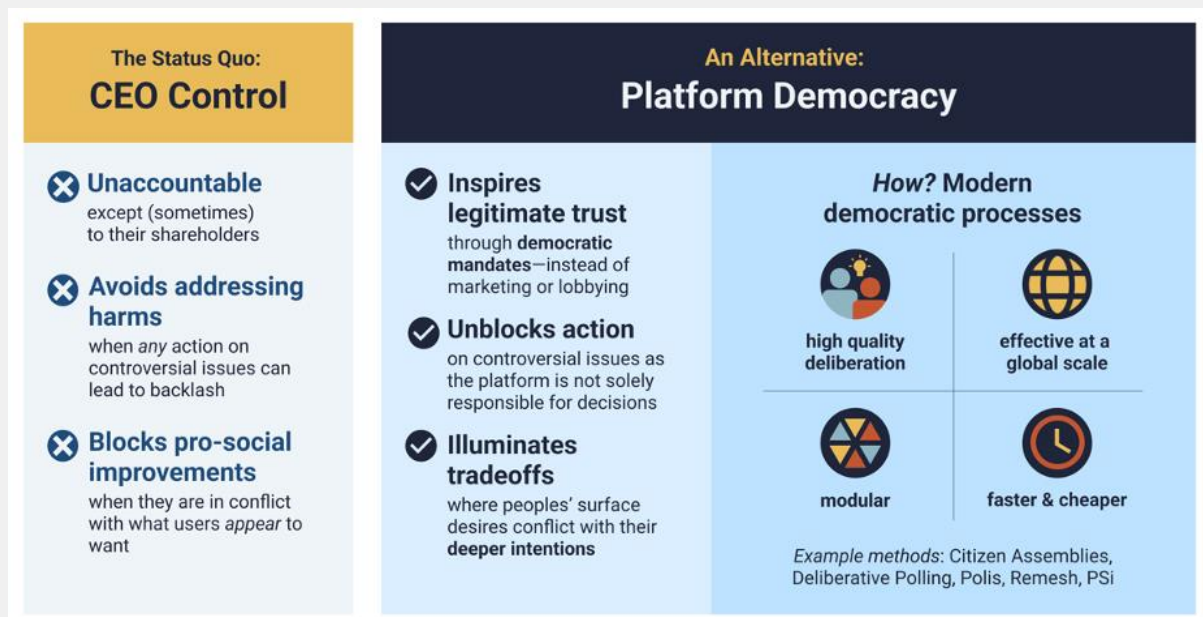 The Status Quo:
CEO Control
Unaccountable
except (sometimes)
to their shareholders
Avoids addressing
harms
when any action on
controversial issues can
lead to backlash
Blocks pro-social
improvements
when they are in conflict
with what users appear to
want
An Alternative:
Platform Democracy
Inspires
legitimate trust
through democratic
mandates—instead of
marketing or lobbying
Unblocks action
on controversial issues as
the platform is not solely
responsible for decisions
Illuminates
tradeoffs
where peoples’ surface
desires conflict with their
deeper intentions
How? Modern
democratic processes
high quality
deliberation
effective at a
global scale
modular
faster & cheaper
Example methods: Citizen Assemblies,
Deliberative Polling, Polis, Remesh, PSi